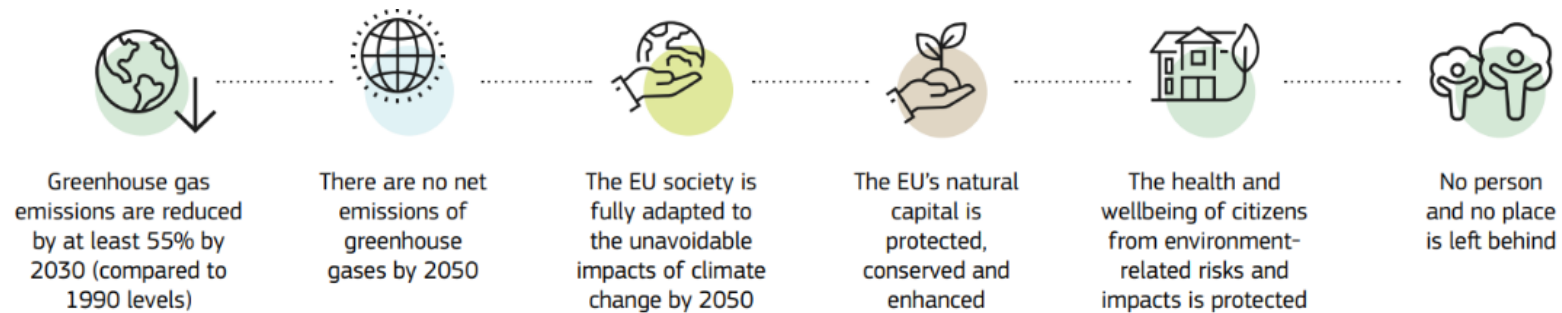 Greenhouse gas
emissions are reduced
by at least 55% by
2030 (compared to
1990 levels)
There are no net
emissions of
greenhouse
gases by 2050
The EU society is
fully adapted to
the unavoidable
impacts of climate
change by 2050
The EU's natural
capital is
protected,
conserved and
enhanced
The health and
wellbeing of citizens
from environment-
related risks and
impacts is protected
No person
and no place
is left behind